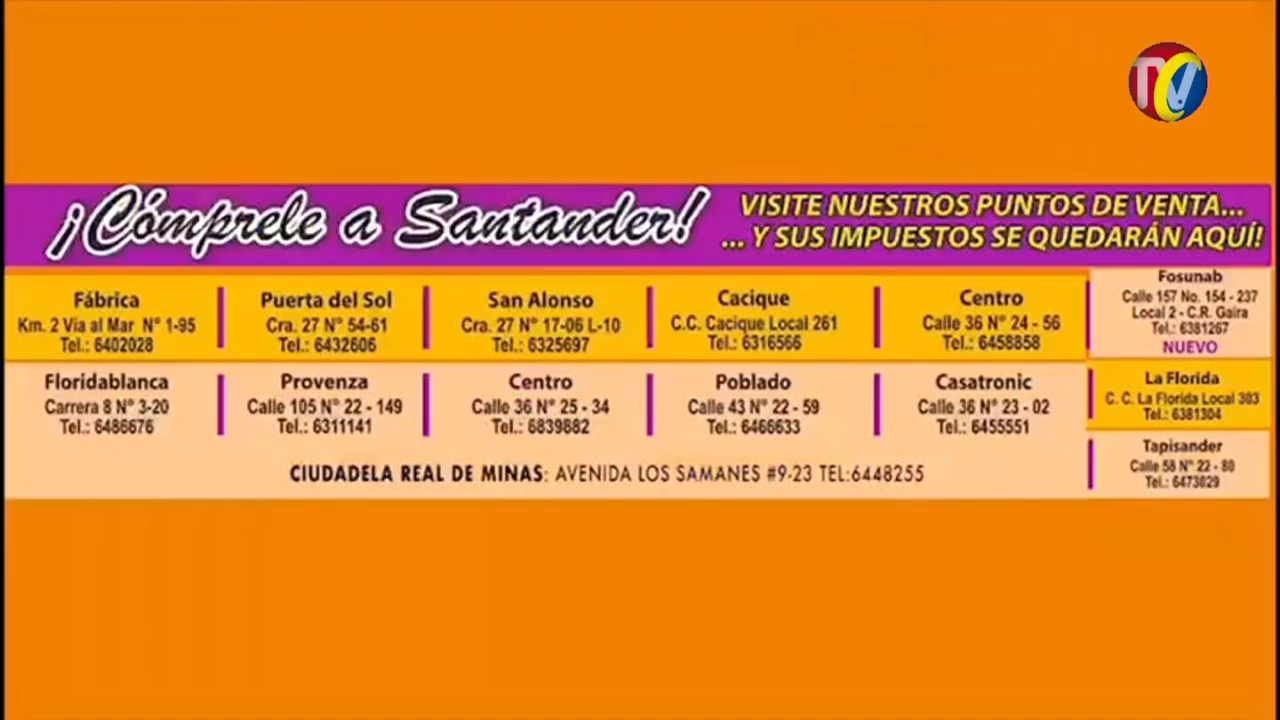 TVC!
¡Cómprele a Santander!
VISITE NUESTROS PUNTOS DE VENTA...
... Y SUS IMPUESTOS SE QUEDARÁN AQUÍ!
Fábrica
Km. 2 Via al Mar N° 1-95
Tel.: 6402028
Puerta del Sol
Cra. 27 N° 54-61
Tel.: 6432606
San Alonso
Cra. 27 N° 17-06 L-10
Tel.: 6325697
Cacique
C.C. Cacique Local 261
Tel.: 6316566
Centro
Calle 36 N° 24 - 56
Tel.: 6458858
Fosunab
Calle 157 No. 154 - 237
Local 2 - C.R. Gaira
Tel.: 6381267
NUEVO
Floridablanca
Carrera 8 N° 3-20
Tel.: 6486676
Provenza
Calle 105 N° 22 - 149
Tel.: 6311141
Centro
Calle 36 N° 25 - 34
Tel.: 6839882
Poblado
Calle 43 N° 22 - 59
Tel.: 6466633
Casatronic
Calle 36 N° 23 - 02
Tel.: 6455551
La Florida
C. C. La Florida Local 303
Tel.: 6381304
Tapisander
Calle 58 N° 22 - 80
Tel.: 6473829
CIUDADELA REAL DE MINAS: AVENIDA LOS SAMANES #9-23 TEL:6448255